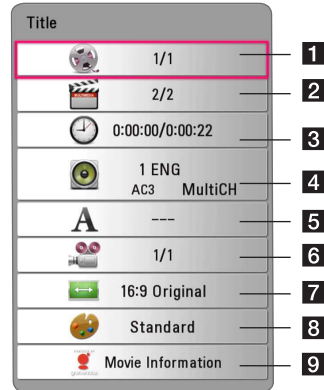 Title
1/1 1
2/2 2
0:00:00/0:00:22 3
1 ENG
AC3 MultiCH 4
A --- 5
1/1 6
16:9 Original 7
Standard 8
Movie Information 9